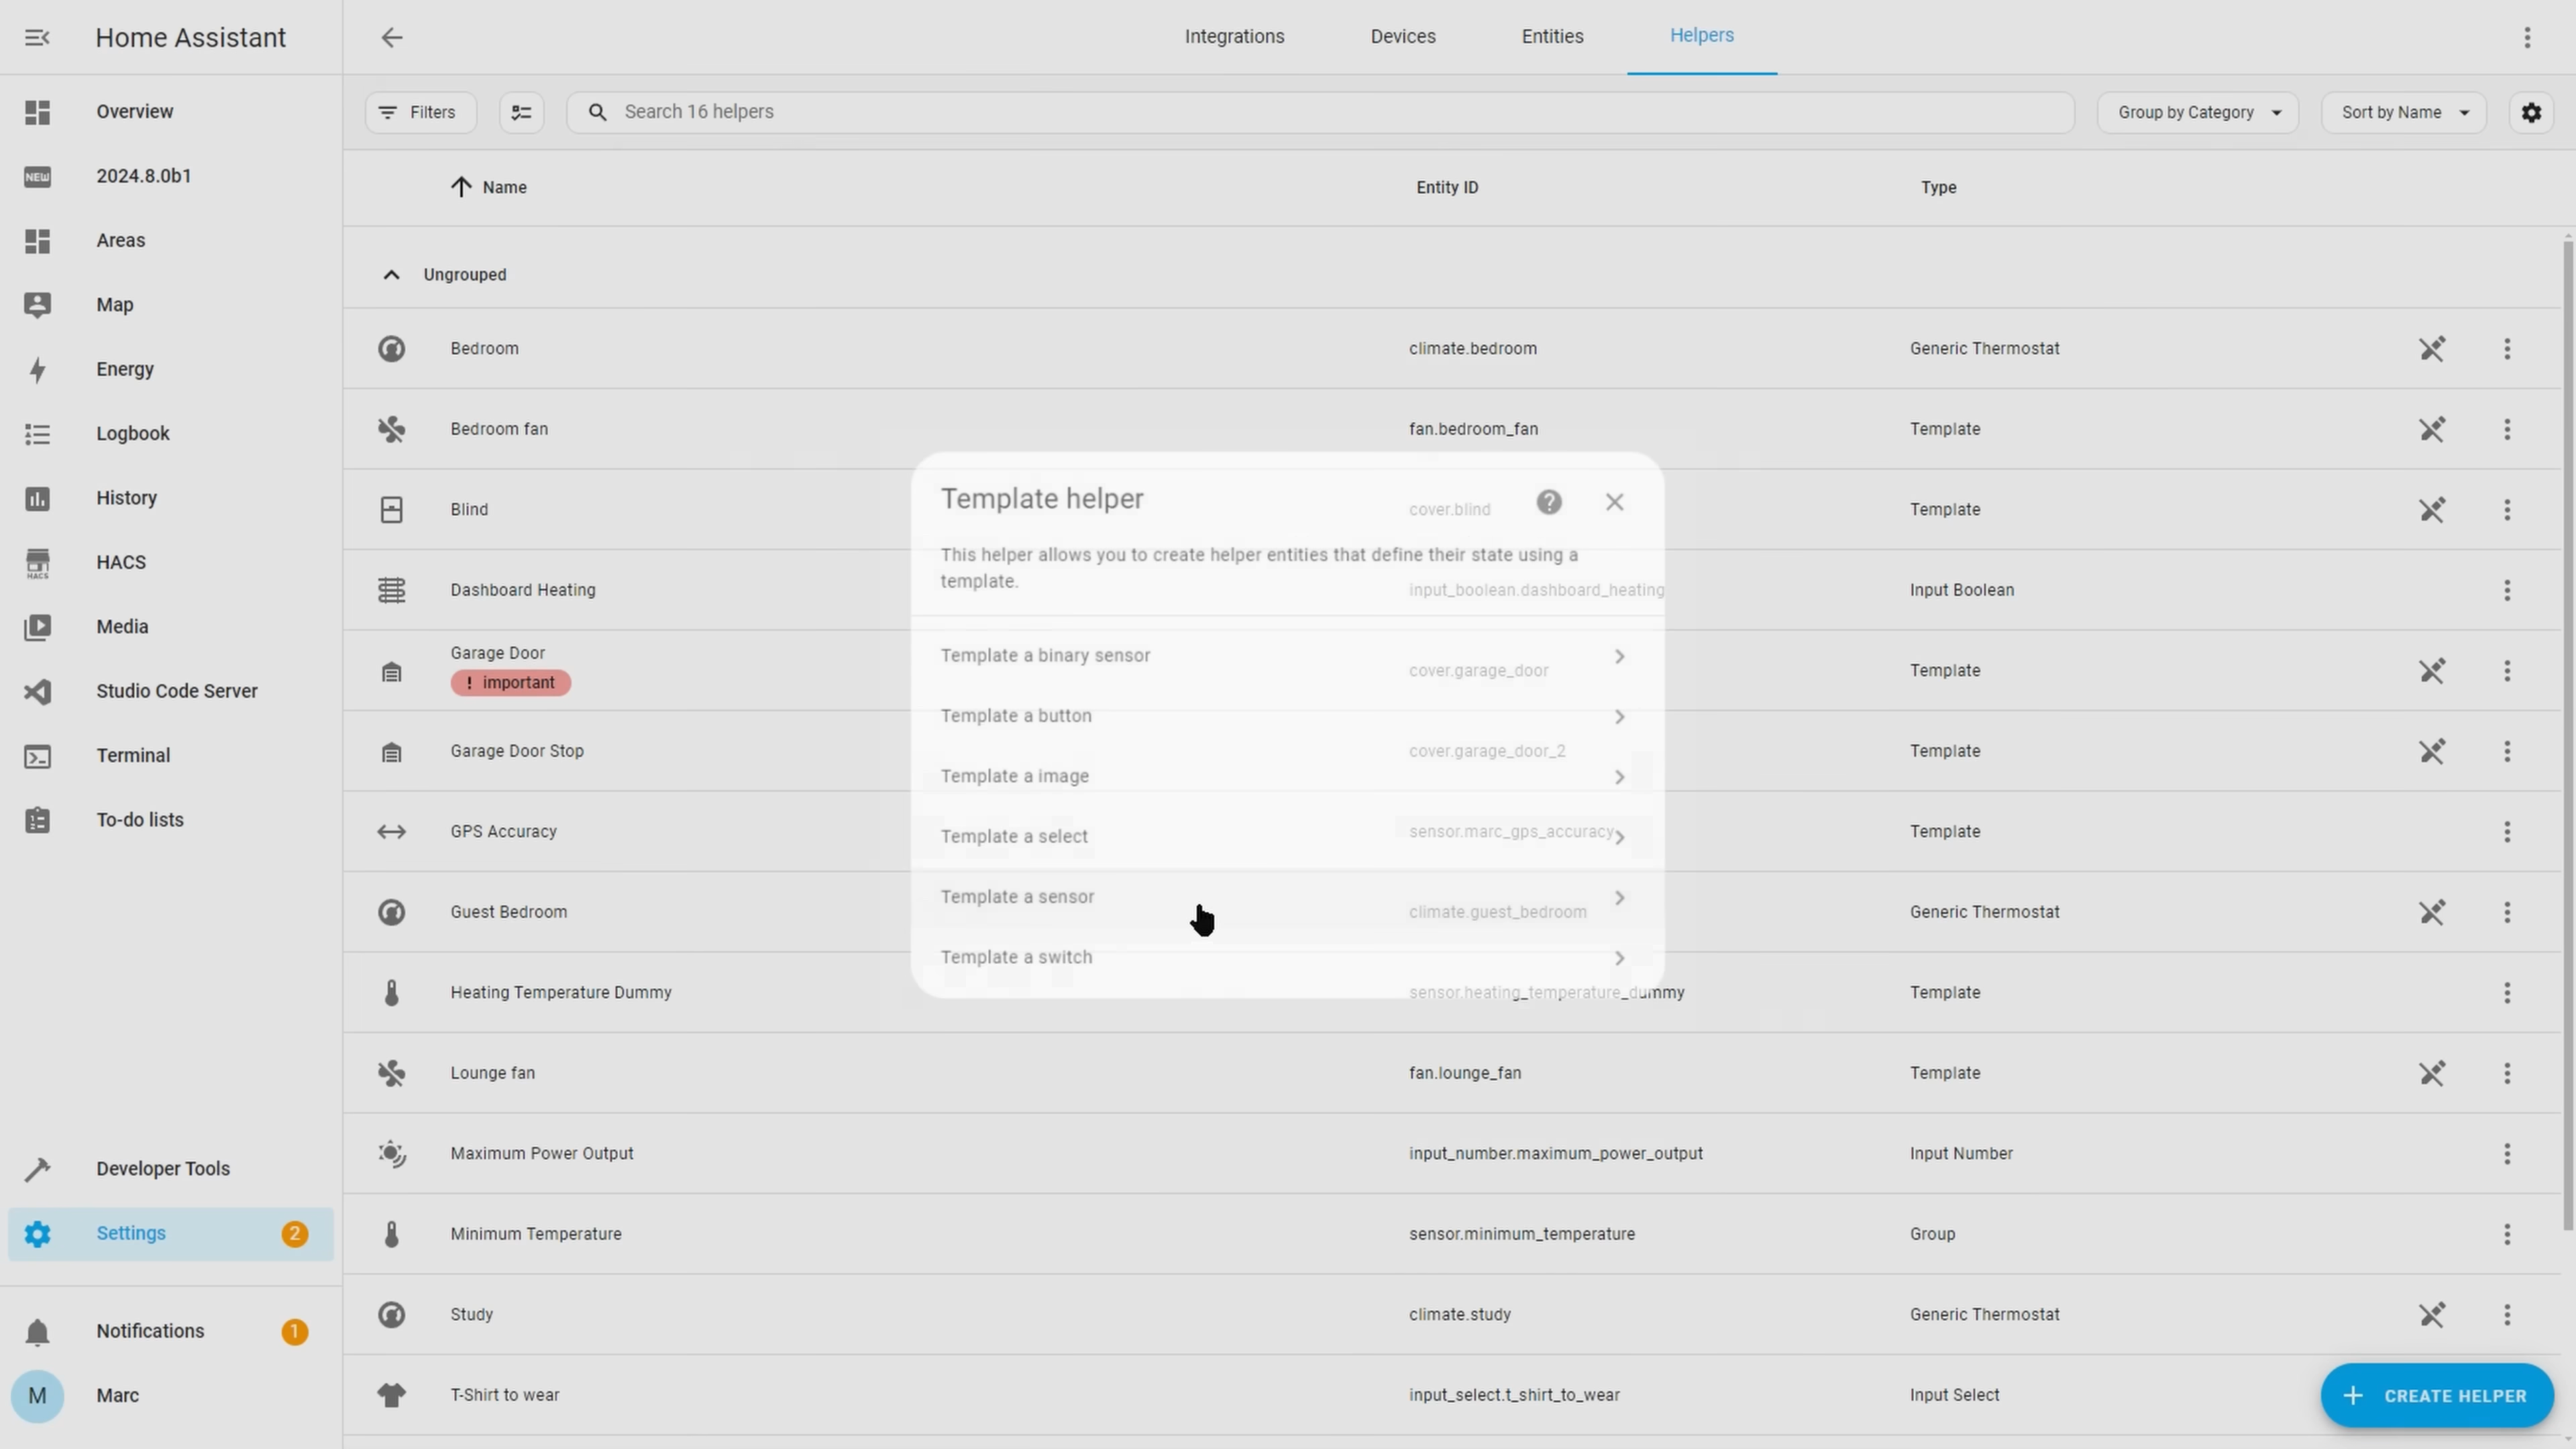 Home Assistant
Overview
NEW 2024.8.0b1
Areas
Map
Energy
Logbook
History
HACS HACS
Media
Studio Code Server
Terminal
To-do lists
Developer Tools
Settings 2
Notifications 1
M Marc
Integrations Devices Entities Helpers
Filters Search 16 helpers Group by Category Sort by Name
Name Entity ID Type
Ungrouped
Bedroom climate.bedroom Generic Thermostat
Bedroom fan fan.bedroom_fan Template
Blind cover.blind Template
Dashboard Heating input_boolean.dashboard_heating Input Boolean
Garage Door cover.garage_door Template
! important
Garage Door Stop cover.garage_door_2 Template
GPS Accuracy sensor.marc_gps_accuracy Template
Guest Bedroom climate.guest_bedroom Generic Thermostat
Heating Temperature Dummy sensor.heating_temperature_dummy Template
Lounge fan fan.lounge_fan Template
Maximum Power Output input_number.maximum_power_output Input Number
Minimum Temperature sensor.minimum_temperature Group
Study climate.study Generic Thermostat
T-Shirt to wear input_select.t_shirt_to_wear Input Select
Template helper ?
This helper allows you to create helper entities that define their state using a
template.
Template a binary sensor
Template a button
Template a image
Template a select
Template a sensor
Template a switch
+ CREATE HELPER